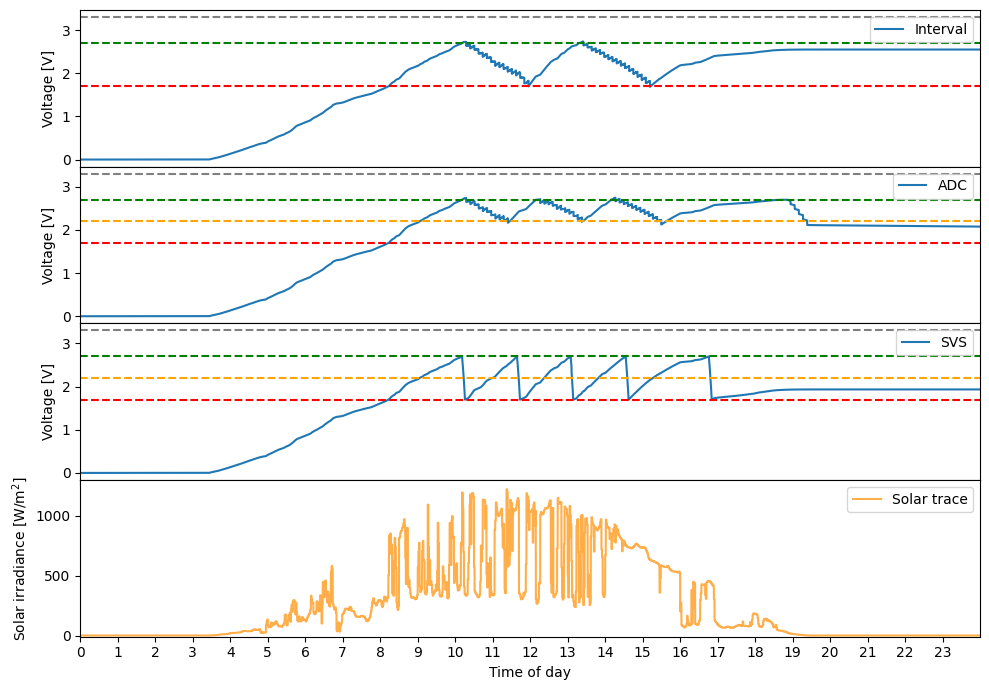 Voltage [V]
3
2
1
0
Interval
Voltage [V]
3
2
1
0
ADC
Voltage [V]
3
2
1
0
SVS
Solar irradiance [W/m²]
1000
500
0
Solar trace
0 1 2 3 4 5 6 7 8 9 10 11 12 13 14 15 16 17 18 19 20 21 22 23
Time of day